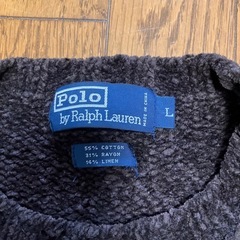 Polo
by Ralph Lauren
MADE IN CHINA
L
55% COTTON
31% RAYON
14% LINEN